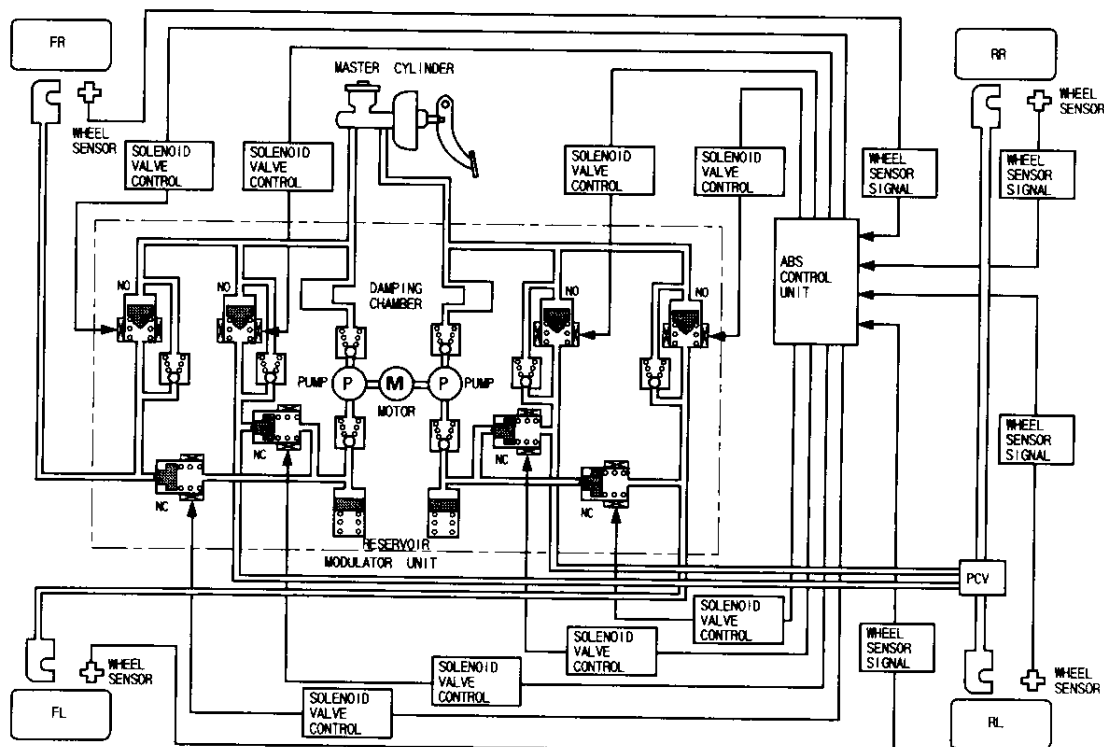 FR
RR
MASTER CYLINDER
WHEEL
SENSOR
WHEEL
SENSOR
SOLENOID
VALVE
CONTROL
SOLENOID
VALVE
CONTROL
SOLENOID
VALVE
CONTROL
SOLENOID
VALVE
CONTROL
WHEEL
SENSOR
SIGNAL
WHEEL
SENSOR
SIGNAL
ABS
CONTROL
UNIT
NO
NO
DAMPING
CHAMBER
NO
NO
PUMP
P
M
P
PUMP
MOTOR
NC
NC
NC
NC
WHEEL
SENSOR
SIGNAL
RESERVOIR
MODULATOR UNIT
PCV
SOLENOID
VALVE
CONTROL
SOLENOID
VALVE
CONTROL
WHEEL
SENSOR
SIGNAL
SOLENOID
VALVE
CONTROL
SOLENOID
VALVE
CONTROL
WHEEL
SENSOR
WHEEL
SENSOR
FL
RL